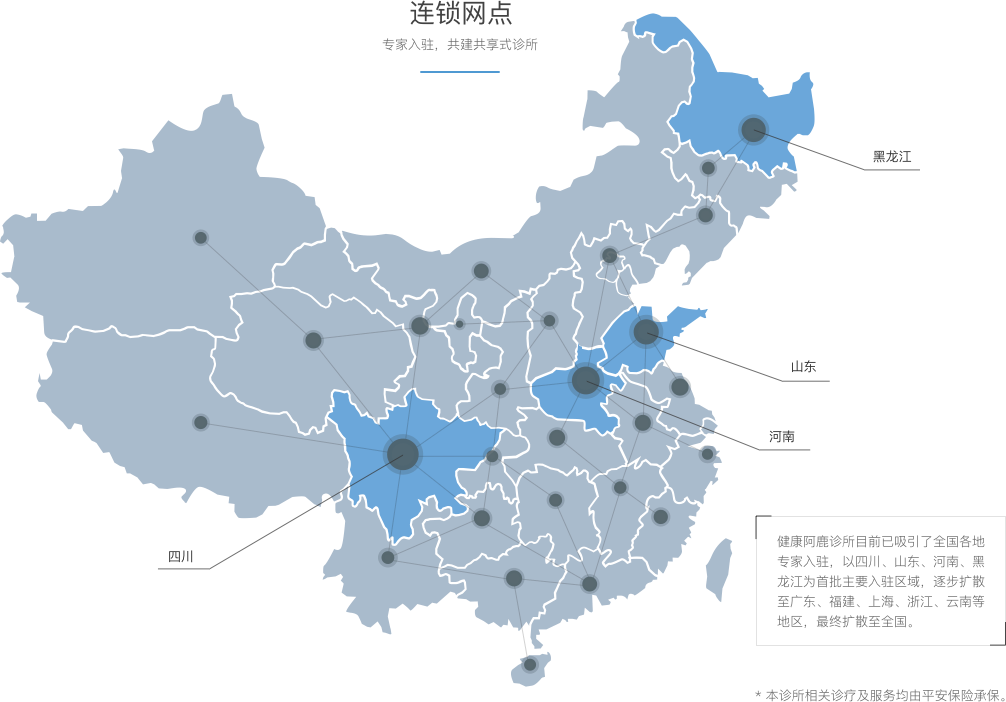 连锁网点
专家入驻，共建共享式诊所
黑龙江
山东
河南
四川
健康阿鹿诊所目前已吸引了全国各地
专家入驻，以四川、山东、河南、黑
龙江为首批主要入驻区域，逐步扩散
至广东、福建、上海、浙江、云南等
地区，最终扩散至全国。
* 本诊所相关诊疗及服务均由平安保险承保。